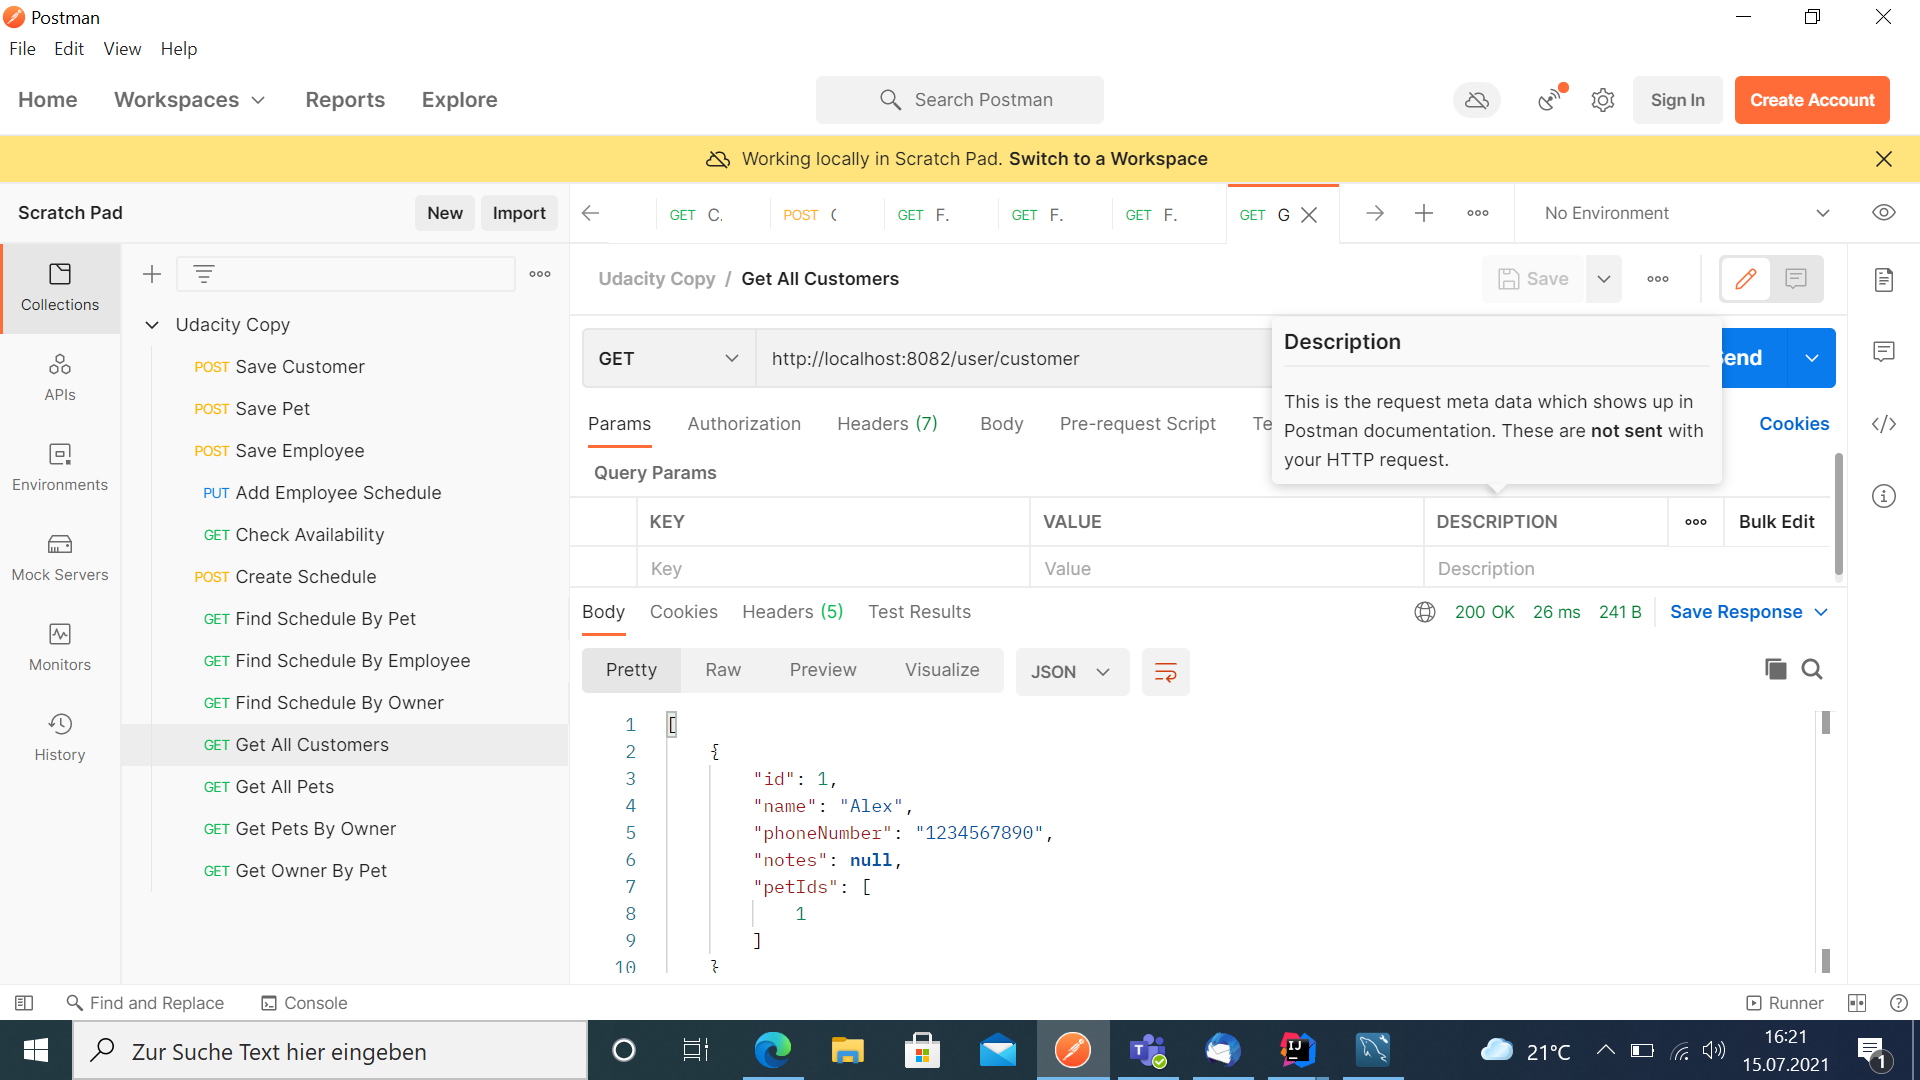 Postman
File Edit View Help
Home Workspaces Reports Explore
Search Postman
Sign In
Create Account
Working locally in Scratch Pad. Switch to a Workspace
Scratch Pad
New Import
GET C.
POST
GET F.
GET F.
GET F.
GET G
No Environment
Collections
APIs
Environments
Mock Servers
Monitors
History
Udacity Copy
POST Save Customer
POST Save Pet
POST Save Employee
PUT Add Employee Schedule
GET Check Availability
POST Create Schedule
GET Find Schedule By Pet
GET Find Schedule By Employee
GET Find Schedule By Owner
GET Get All Customers
GET Get All Pets
GET Get Pets By Owner
GET Get Owner By Pet
Udacity Copy / Get All Customers
Save
GET http://localhost:8082/user/customer
end
Description
This is the request meta data which shows up in
Postman documentation. These are not sent with
your HTTP request.
Params Authorization Headers (7) Body Pre-request Script Te
Cookies
Query Params
KEY VALUE DESCRIPTION Bulk Edit
Key Value Description
Body Cookies Headers (5) Test Results
200 OK 26 ms 241 B Save Response
Pretty Raw Preview Visualize JSON
1 [
2 {
3 "id": 1,
4 "name": "Alex",
5 "phoneNumber": "1234567890",
6 "notes": null,
7 "petIds": [
8 1
9 ]
10 }
Find and Replace Console
Runner
Zur Suche Text hier eingeben
21°C
16:21
15.07.2021
1